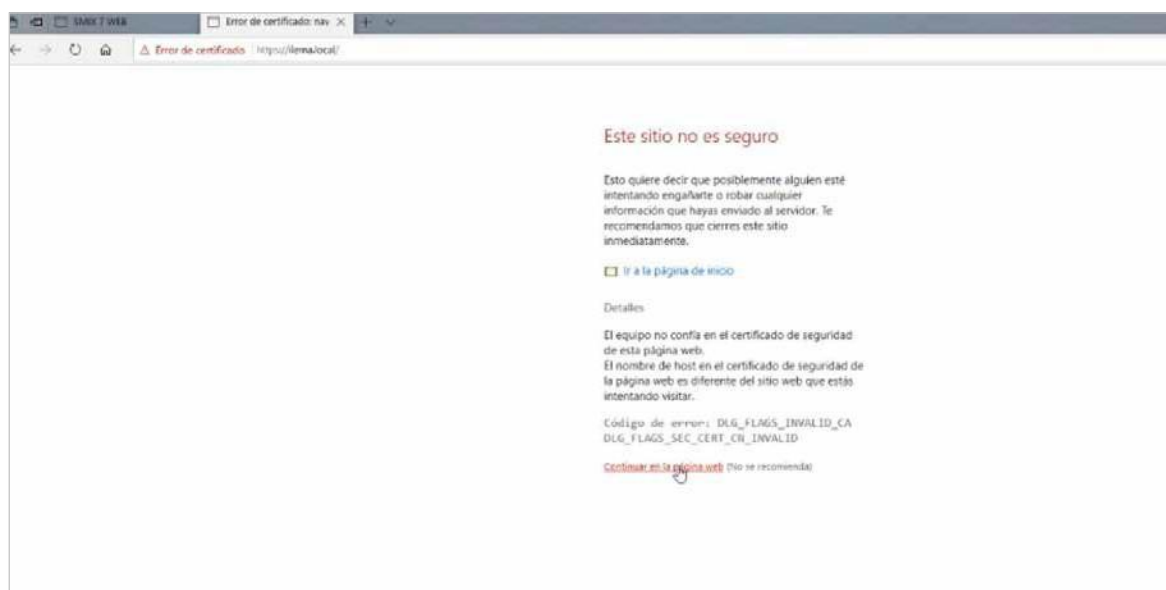 SMIX 7 WEB
Error de certificado: nav
Error de certificado https://ilerna.local/
Este sitio no es seguro
Esto quiere decir que posiblemente alguien esté
intentando engañarte o robar cualquier
información que hayas enviado al servidor. Te
recomendamos que cierres este sitio
inmediatamente.
Ir a la página de inicio
Detalles
El equipo no confía en el certificado de seguridad
de esta página web.
El nombre de host en el certificado de seguridad de
la página web es diferente del sitio web que estás
intentando visitar.
Código de error: DLG_FLAGS_INVALID_CA
DLG_FLAGS_SEC_CERT_CN_INVALID
Continuar en la página web (No se recomienda)